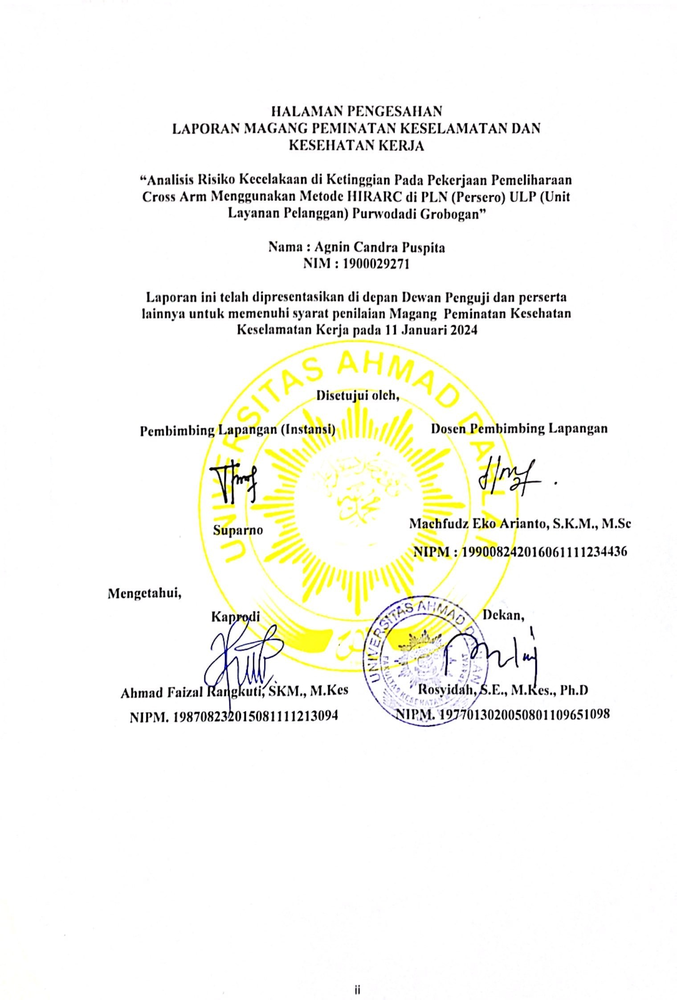 HALAMAN PENGESAHAN
LAPORAN MAGANG PEMINATAN KESELAMATAN DAN
KESEHATAN KERJA
“Analisis Risiko Kecelakaan di Ketinggian Pada Pekerjaan Pemeliharaan
Cross Arm Menggunakan Metode HIRARC di PLN (Persero) ULP (Unit
Layanan Pelanggan) Purwodadi Grobogan”
Nama : Agnin Candra Puspita
NIM : 1900029271
Laporan ini telah dipresentasikan di depan Dewan Penguji dan perserta
lainnya untuk memenuhi syarat penilaian Magang Peminatan Kesehatan
Keselamatan Kerja pada 11 Januari 2024
UNIVERSITAS AHMAD DAHLAN
Disetujui oleh,
Pembimbing Lapangan (Instansi)
Dosen Pembimbing Lapangan
Suparno
Machfudz Eko Arianto, S.K.M., M.Sc
NIPM : 199008242016061111234436
Mengetahui,
Kaprodi
Dekan,
UNIVERSITAS AHMAD DAHLAN
FAKULTAS KESEHATAN
Ahmad Faizal Rangkuti, SKM., M.Kes
Rosyidah, S.E., M.Kes., Ph.D
NIPM. 198708232015081111213094
NIPM. 1977013020050801109651098
ii